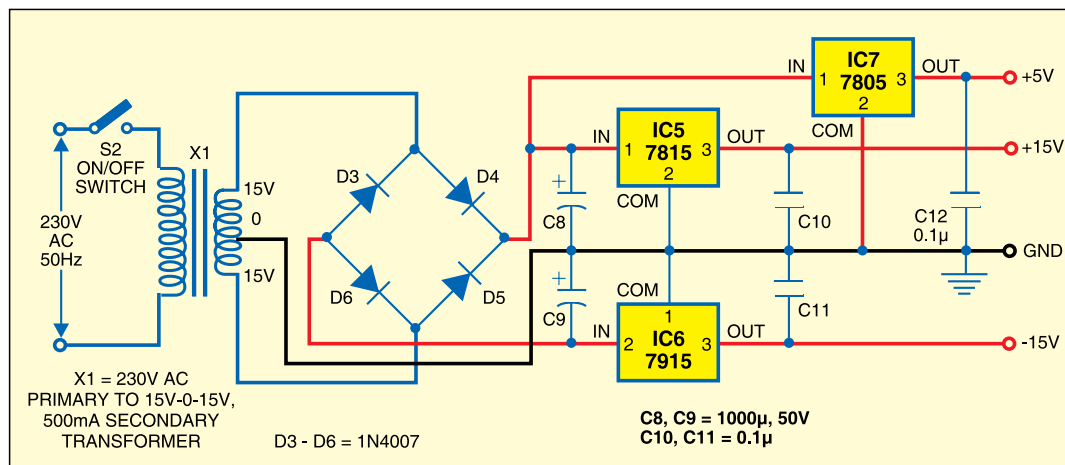 IC7
7805
IN
1
3
OUT
2
COM
+5V
S2
ON/OFF
SWITCH
X1
230V
AC
50Hz
15V
0
15V
D3
D4
D6
D5
IN
1
IC5
7815
3
OUT
2
COM
+15V
+
C8
C10
C12
0.1µ
GND
+
C9
COM
C11
IN
2
1
IC6
7915
3
OUT
-15V
X1 = 230V AC
PRIMARY TO 15V-0-15V,
500mA SECONDARY
TRANSFORMER
D3 - D6 = 1N4007
C8, C9 = 1000µ, 50V
C10, C11 = 0.1µ